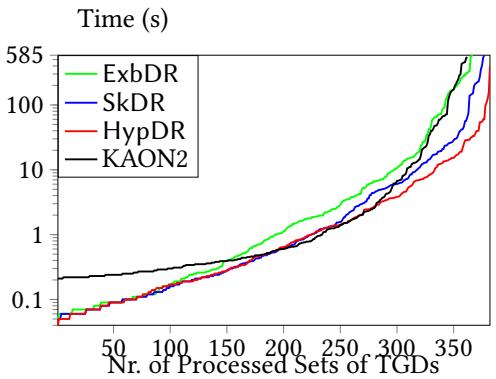 Time (s)
585
100
10
1
0.1
ExbDR
SkDR
HypDR
KAON2
50 100 150 200 250 300 350
Nr. of Processed Sets of TGDs